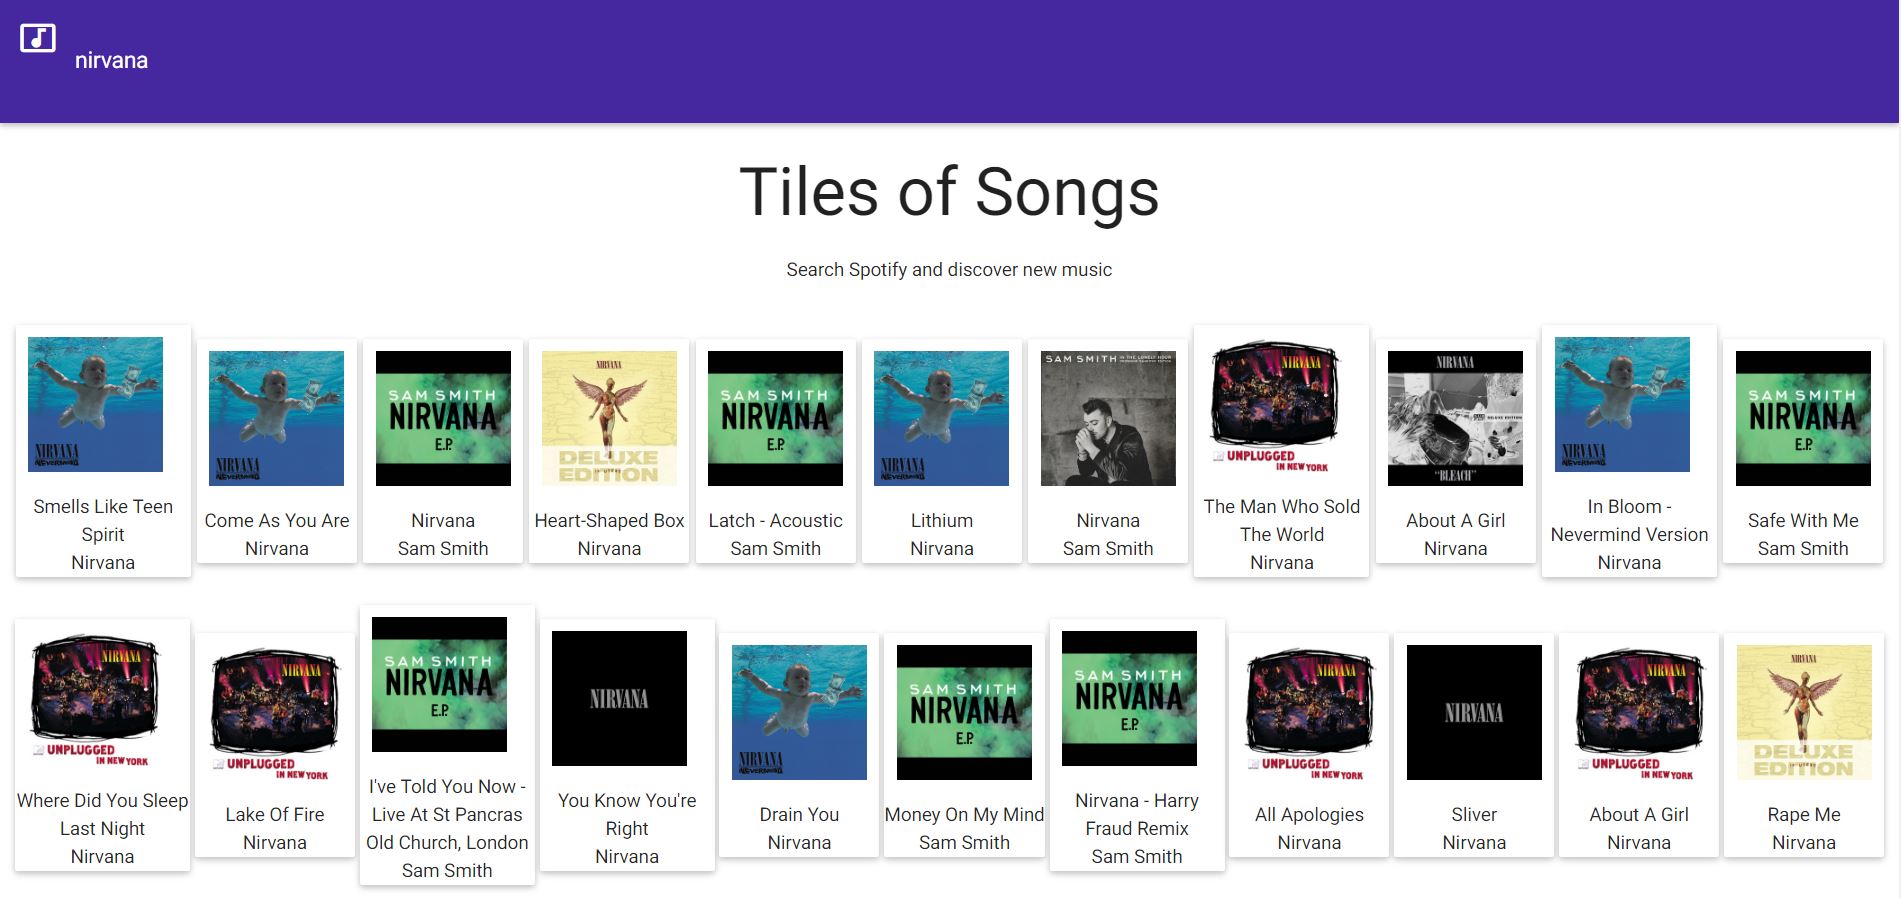 nirvana
Tiles of Songs
Search Spotify and discover new music
NIRVANA
NEVERMIND
Smells Like Teen
Spirit
Nirvana
NIRVANA
NEVERMIND
Come As You Are
Nirvana
SAM SMITH
NIRVANA
E.P.
Nirvana
Sam Smith
NIRVANA
DELUXE
EDITION
Heart-Shaped Box
Nirvana
SAM SMITH
NIRVANA
E.P.
Latch - Acoustic
Sam Smith
NIRVANA
NEVERMIND
Lithium
Nirvana
SAM SMITH IN THE LONELY HOUR
Nirvana
Sam Smith
NIRVANA
UNPLUGGED
IN NEW YORK
The Man Who Sold
The World
Nirvana
NIRVANA
DELUXE EDITION
"BLEACH"
About A Girl
Nirvana
NIRVANA
NEVERMIND
In Bloom -
Nevermind Version
Nirvana
SAM SMITH
NIRVANA
E.P.
Safe With Me
Sam Smith
NIRVANA
UNPLUGGED
IN NEW YORK
Where Did You Sleep
Last Night
Nirvana
NIRVANA
UNPLUGGED
IN NEW YORK
Lake Of Fire
Nirvana
SAM SMITH
NIRVANA
E.P.
I've Told You Now -
Live At St Pancras
Old Church, London
Sam Smith
NIRVANA
You Know You're
Right
Nirvana
NIRVANA
NEVERMIND
Drain You
Nirvana
SAM SMITH
NIRVANA
E.P.
Money On My Mind
Sam Smith
SAM SMITH
NIRVANA
E.P.
Nirvana - Harry
Fraud Remix
Sam Smith
NIRVANA
UNPLUGGED
IN NEW YORK
All Apologies
Nirvana
NIRVANA
Sliver
Nirvana
NIRVANA
UNPLUGGED
IN NEW YORK
About A Girl
Nirvana
NIRVANA
DELUXE
EDITION
Rape Me
Nirvana